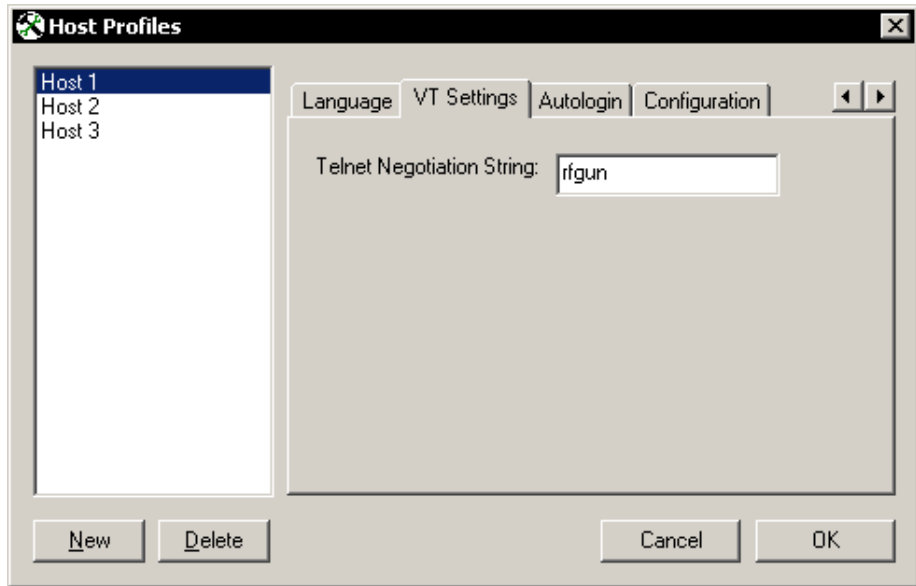 Host Profiles
Host 1
Host 2
Host 3
Language VT Settings Autologin Configuration
Telnet Negotiation String: rfgun
New Delete Cancel OK